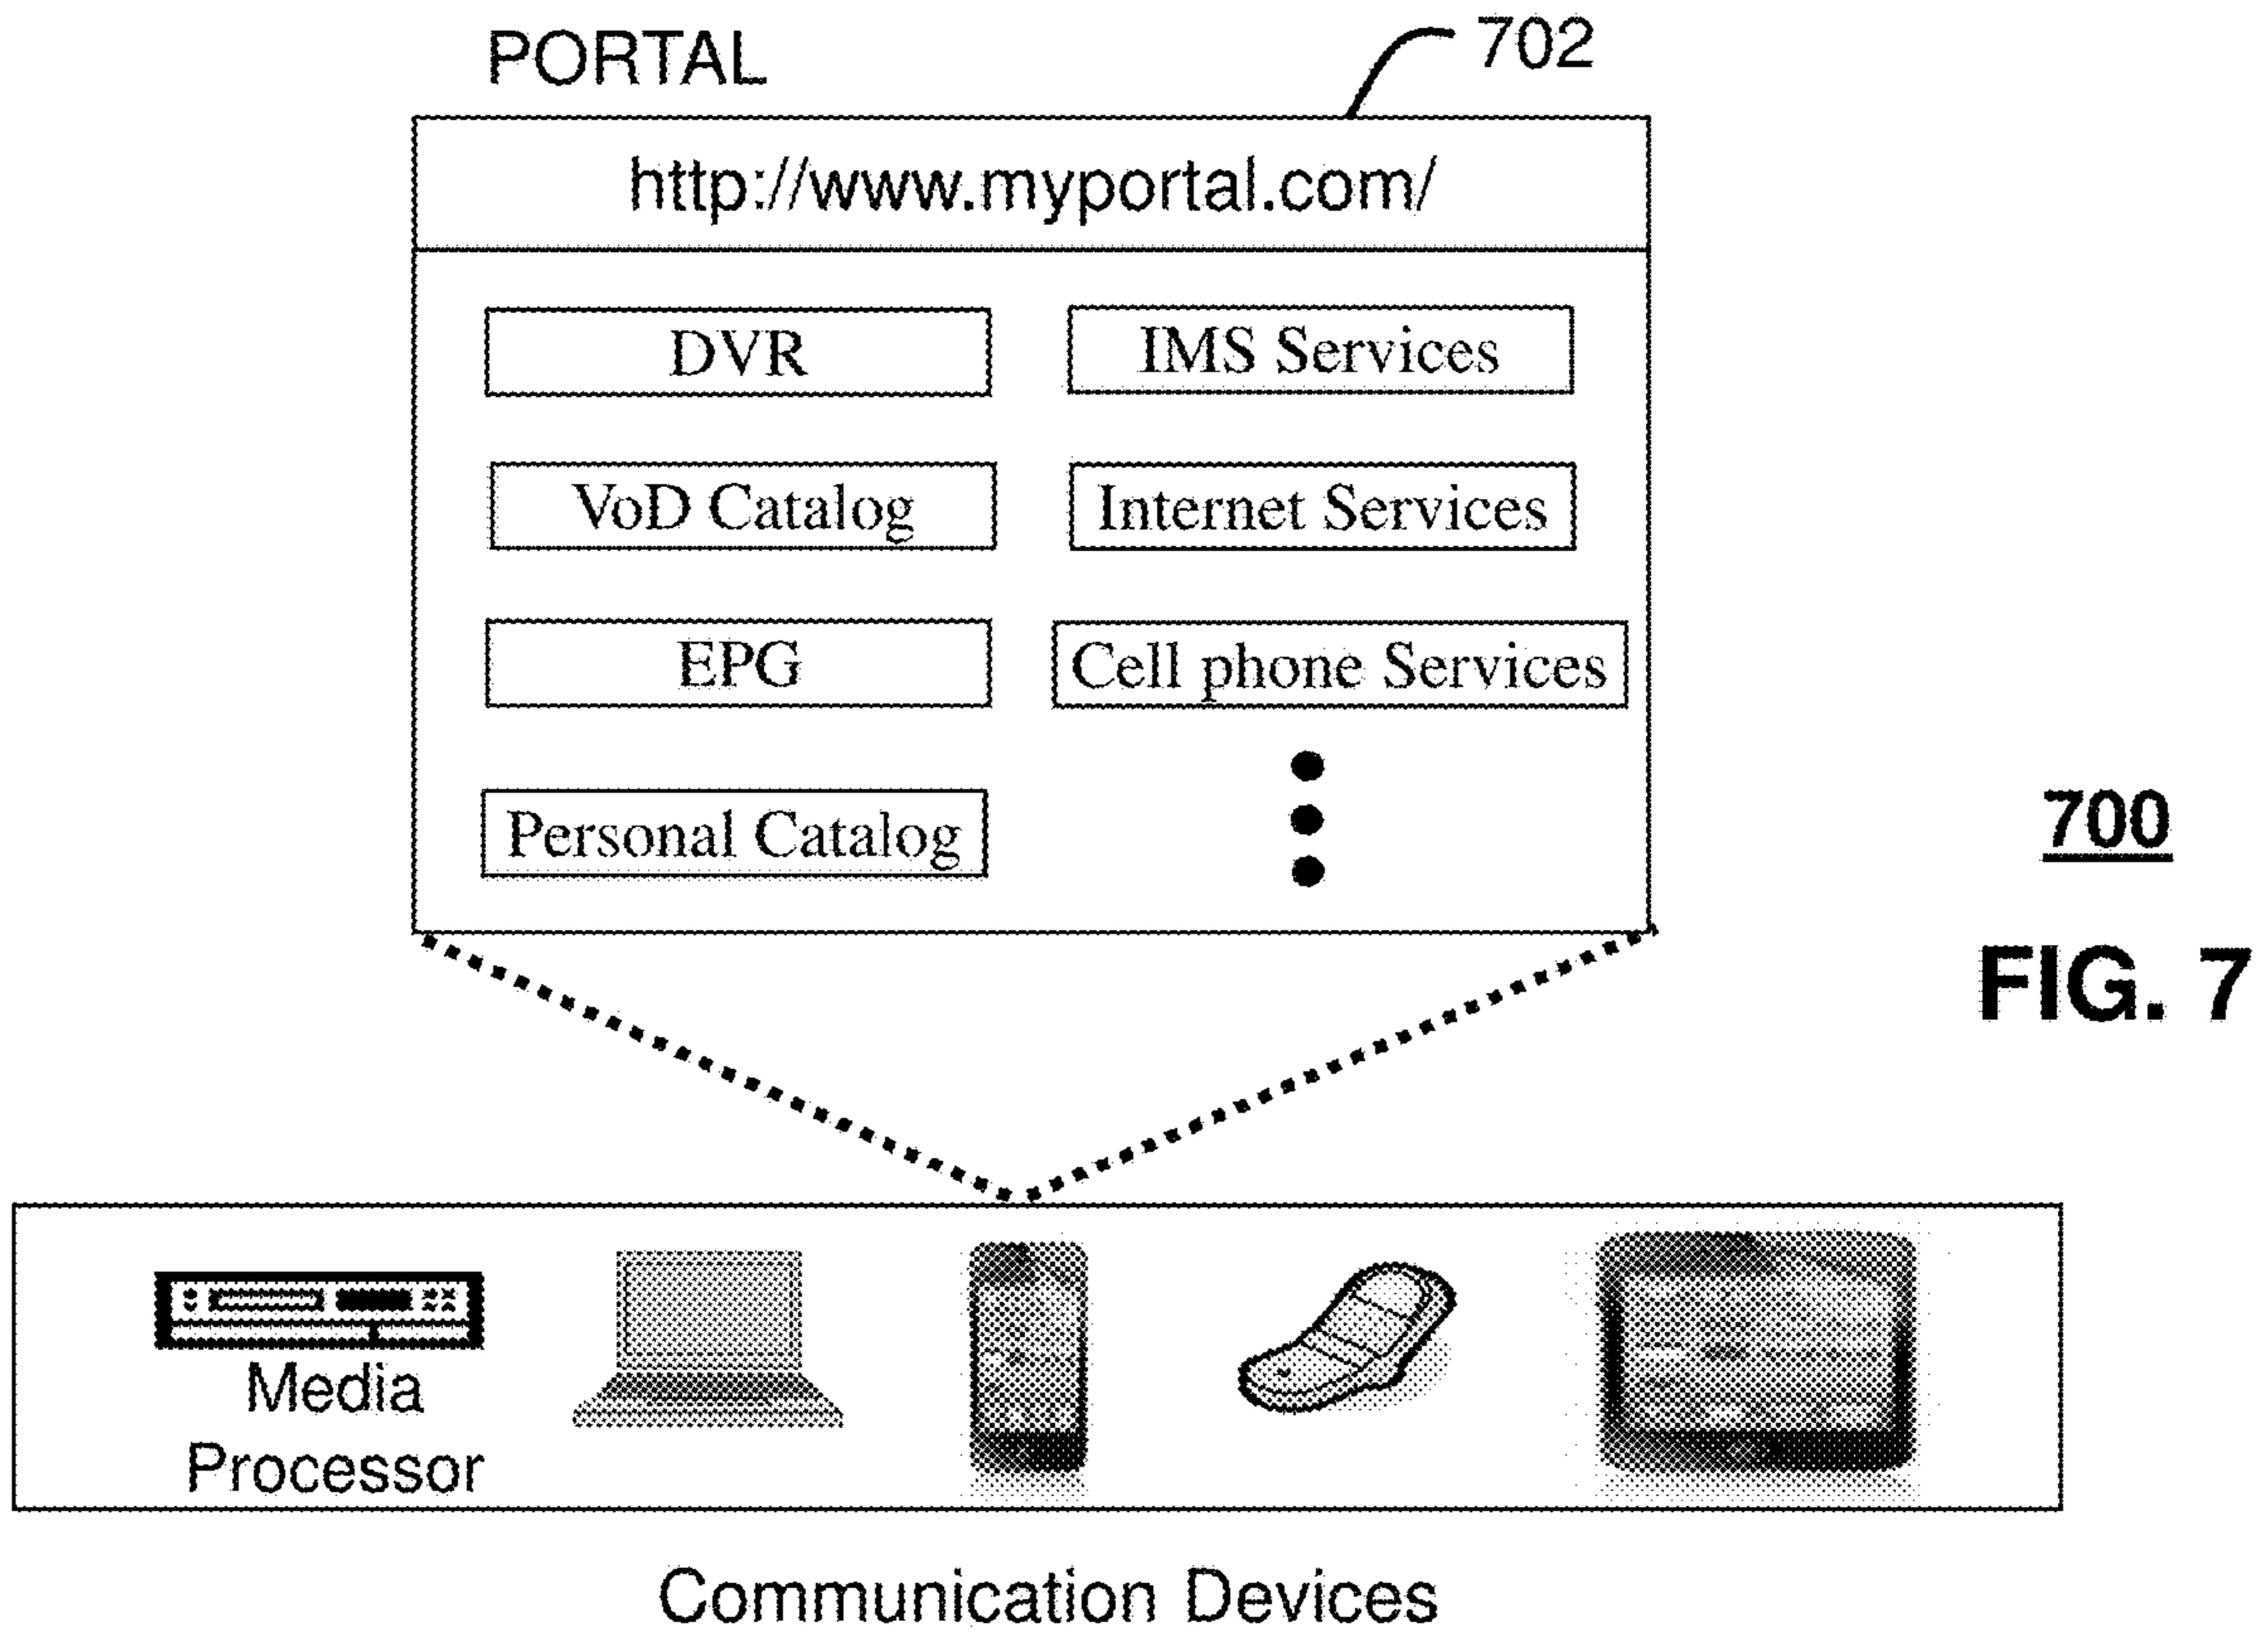 PORTAL
702
http://www.myportal.com/
DVR
IMS Services
VoD Catalog
Internet Services
EPG
Cell phone Services
Personal Catalog
700
FIG. 7
Media
Processor
Communication Devices